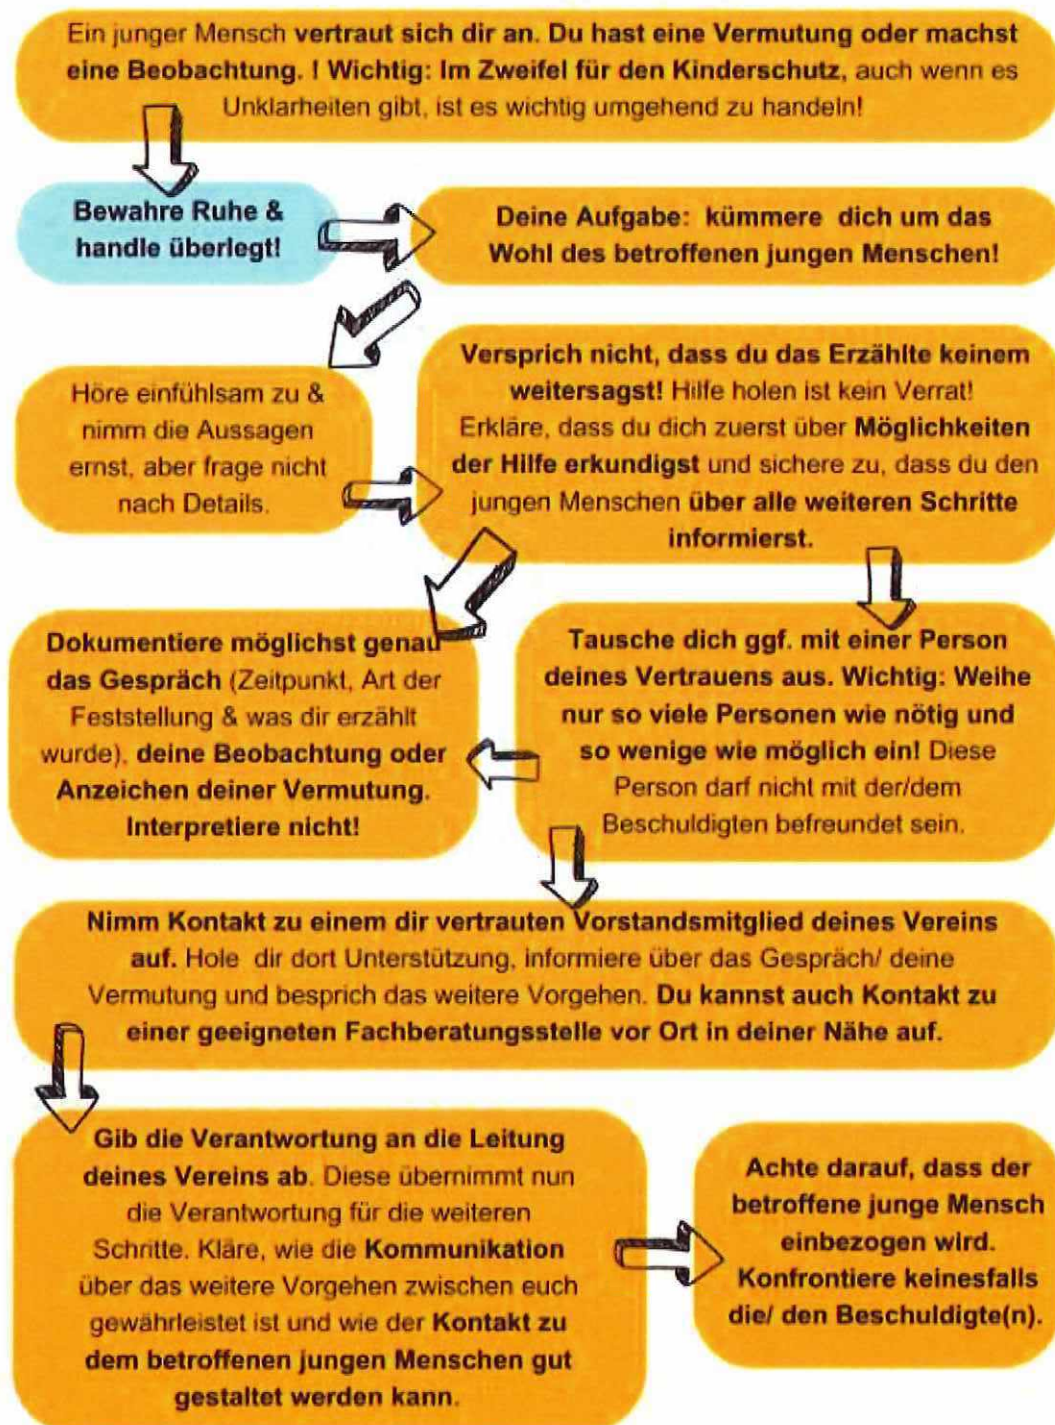 Ein junger Mensch vertraut sich dir an. Du hast eine Vermutung oder machst
eine Beobachtung. ! Wichtig: Im Zweifel für den Kinderschutz, auch wenn es
Unklarheiten gibt, ist es wichtig umgehend zu handeln!
Bewahre Ruhe &
handle überlegt!
Deine Aufgabe: kümmere dich um das
Wohl des betroffenen jungen Menschen!
Höre einfühlsam zu &
nimm die Aussagen
ernst, aber frage nicht
nach Details.
Versprich nicht, dass du das Erzählte keinem
weitersagst! Hilfe holen ist kein Verrat!
Erkläre, dass du dich zuerst über Möglichkeiten
der Hilfe erkundigst und sichere zu, dass du den
jungen Menschen über alle weiteren Schritte
informierst.
Dokumentiere möglichst genau
das Gespräch (Zeitpunkt, Art der
Feststellung & was dir erzählt
wurde), deine Beobachtung oder
Anzeichen deiner Vermutung.
Interpretiere nicht!
Tausche dich ggf. mit einer Person
deines Vertrauens aus. Wichtig: Weihe
nur so viele Personen wie nötig und
so wenige wie möglich ein! Diese
Person darf nicht mit der/dem
Beschuldigten befreundet sein.
Nimm Kontakt zu einem dir vertrauten Vorstandsmitglied deines Vereins
auf. Hole dir dort Unterstützung, informiere über das Gespräch/ deine
Vermutung und besprich das weitere Vorgehen. Du kannst auch Kontakt zu
einer geeigneten Fachberatungsstelle vor Ort in deiner Nähe auf.
Gib die Verantwortung an die Leitung
deines Vereins ab. Diese übernimmt nun
die Verantwortung für die weiteren
Schritte. Kläre, wie die Kommunikation
über das weitere Vorgehen zwischen euch
gewährleistet ist und wie der Kontakt zu
dem betroffenen jungen Menschen gut
gestaltet werden kann.
Achte darauf, dass der
betroffene junge Mensch
einbezogen wird.
Konfrontiere keinesfalls
die/ den Beschuldigte(n).